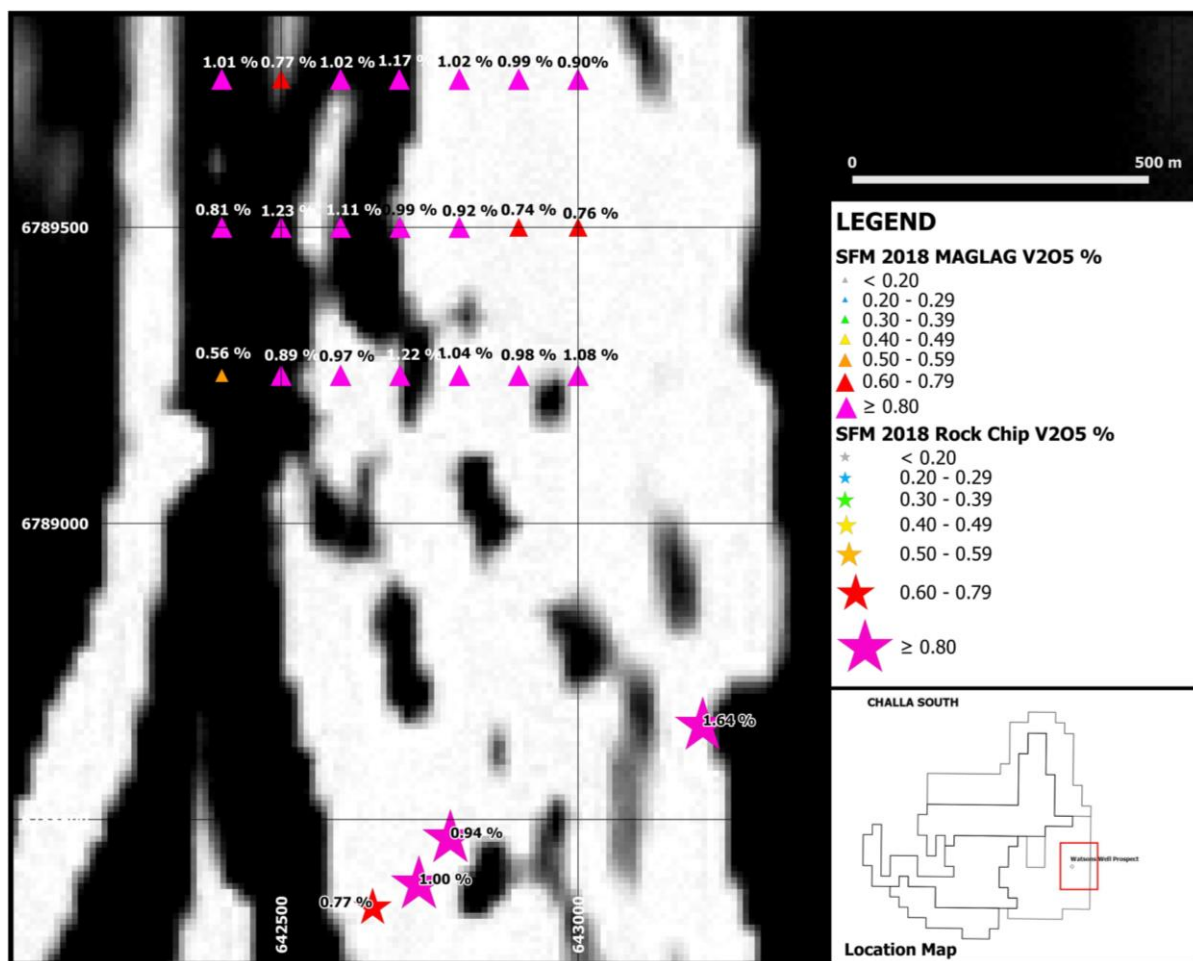 1.01 % 0.77 % 1.02 % 1.17 % 1.02 % 0.99 % 0.90%
0 500 m
0.81 % 1.23 % 1.11 % 0.99 % 0.92 % 0.74 % 0.76 %
6789500
0.56 % 0.89 % 0.97 % 1.22 % 1.04 % 0.98 % 1.08 %
6789000
1.64 %
0.94 %
1.00 %
0.77 %
642500
643000
LEGEND
SFM 2018 MAGLAG V2O5 %
< 0.20
0.20 - 0.29
0.30 - 0.39
0.40 - 0.49
0.50 - 0.59
0.60 - 0.79
≥ 0.80
SFM 2018 Rock Chip V2O5 %
< 0.20
0.20 - 0.29
0.30 - 0.39
0.40 - 0.49
0.50 - 0.59
0.60 - 0.79
≥ 0.80
CHALLA SOUTH
Watsons Well Prospect
Location Map